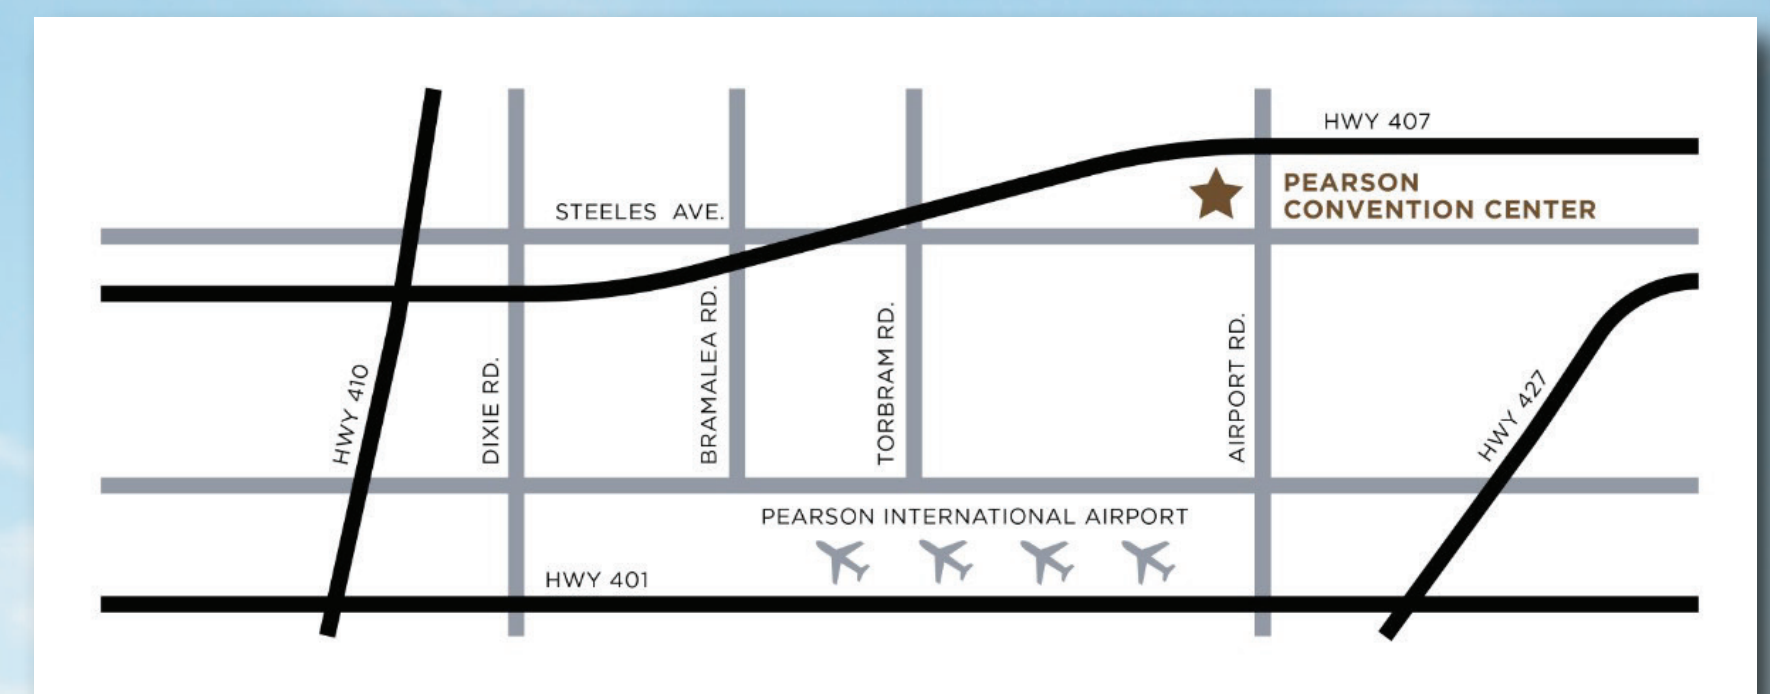 HWY 407
PEARSON
CONVENTION CENTER
STEELES AVE.
HWY 410
DIXIE RD.
BRAMALEA RD.
TORBRAM RD.
AIRPORT RD.
HWY 427
PEARSON INTERNATIONAL AIRPORT
HWY 401